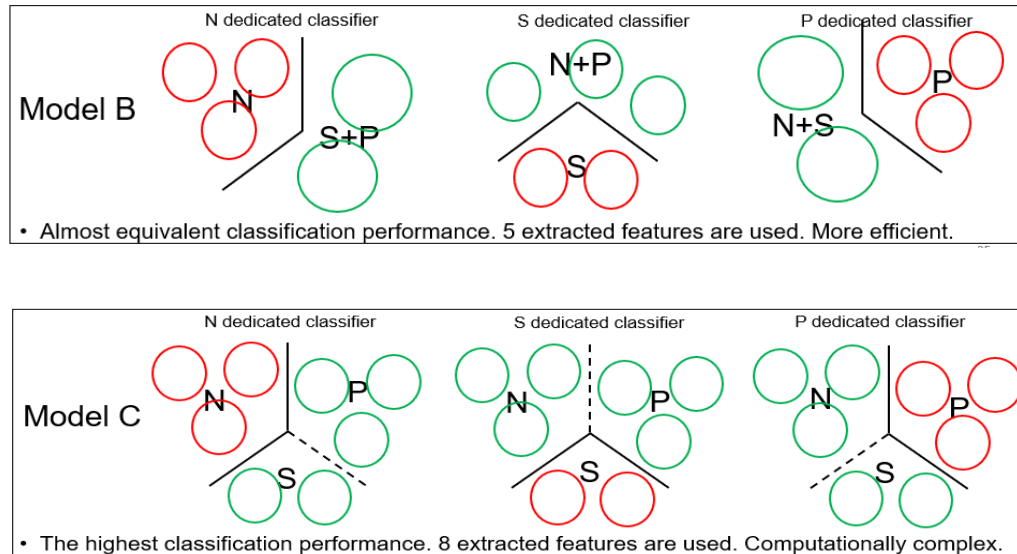 N dedicated classifier
S dedicated classifier
P dedicated classifier
Model B
N
S+P
N+P
S
N+S
P
• Almost equivalent classification performance. 5 extracted features are used. More efficient.
N dedicated classifier
S dedicated classifier
P dedicated classifier
Model C
N
P
S
N
P
S
N
P
S
• The highest classification performance. 8 extracted features are used. Computationally complex.